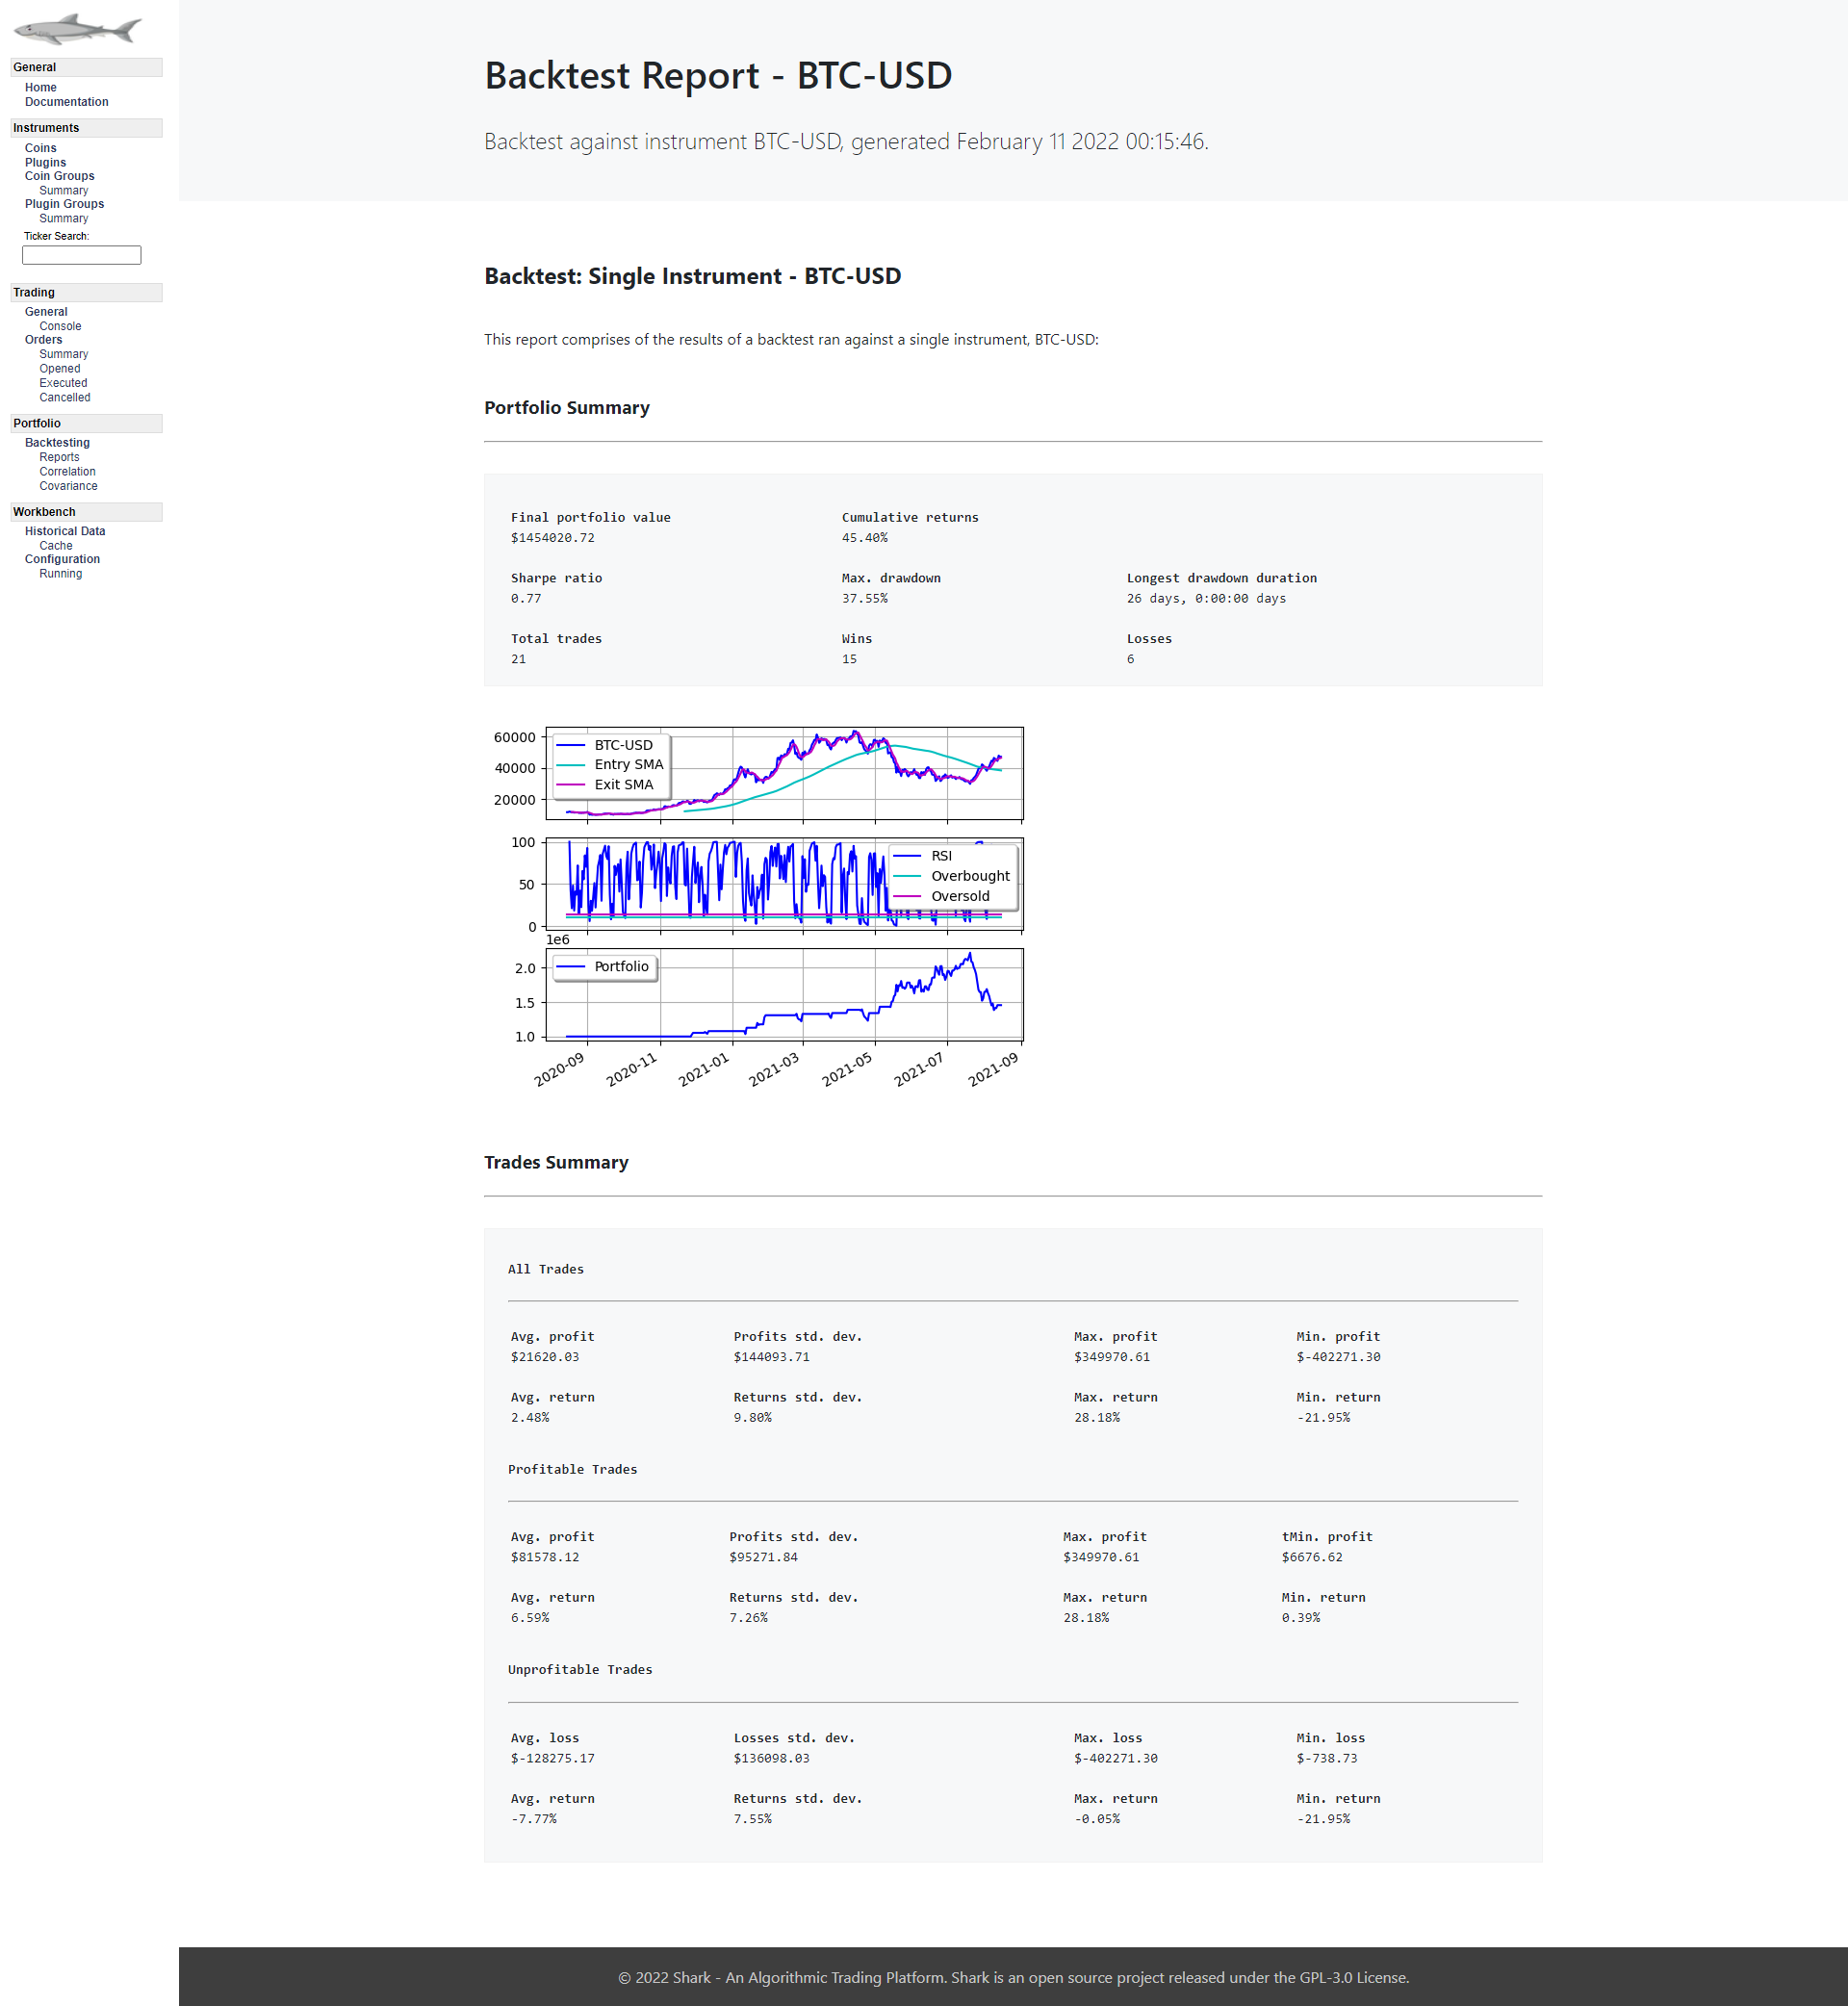 General
Home
Documentation
Instruments
Coins
Plugins
Coin Groups
Summary
Plugin Groups
Summary
Ticker Search:
Trading
General
Console
Orders
Summary
Opened
Executed
Cancelled
Portfolio
Backtesting
Reports
Correlation
Covariance
Workbench
Historical Data
Cache
Configuration
Running
Backtest Report - BTC-USD
Backtest against instrument BTC-USD, generated February 11 2022 00:15:46.
Backtest: Single Instrument - BTC-USD
This report comprises of the results of a backtest ran against a single instrument, BTC-USD:
Portfolio Summary
Final portfolio value Cumulative returns
$1454020.72 45.40%
Sharpe ratio Max. drawdown Longest drawdown duration
0.77 37.55% 26 days, 0:00:00 days
Total trades Wins Losses
21 15 6
60000
40000
20000
BTC-USD
Entry SMA
Exit SMA
100
50
0
RSI
Overbought
Oversold
1e6
2.0
1.5
1.0
Portfolio
2020-09 2020-11 2021-01 2021-03 2021-05 2021-07 2021-09
Trades Summary
All Trades
Avg. profit Profits std. dev. Max. profit Min. profit
$21620.03 $144093.71 $349970.61 $-402271.30
Avg. return Returns std. dev. Max. return Min. return
2.48% 9.80% 28.18% -21.95%
Profitable Trades
Avg. profit Profits std. dev. Max. profit tMin. profit
$81578.12 $95271.84 $349970.61 $6676.62
Avg. return Returns std. dev. Max. return Min. return
6.59% 7.26% 28.18% 0.39%
Unprofitable Trades
Avg. loss Losses std. dev. Max. loss Min. loss
$-128275.17 $136098.03 $-402271.30 $-738.73
Avg. return Returns std. dev. Max. return Min. return
-7.77% 7.55% -0.05% -21.95%
© 2022 Shark - An Algorithmic Trading Platform. Shark is an open source project released under the GPL-3.0 License.